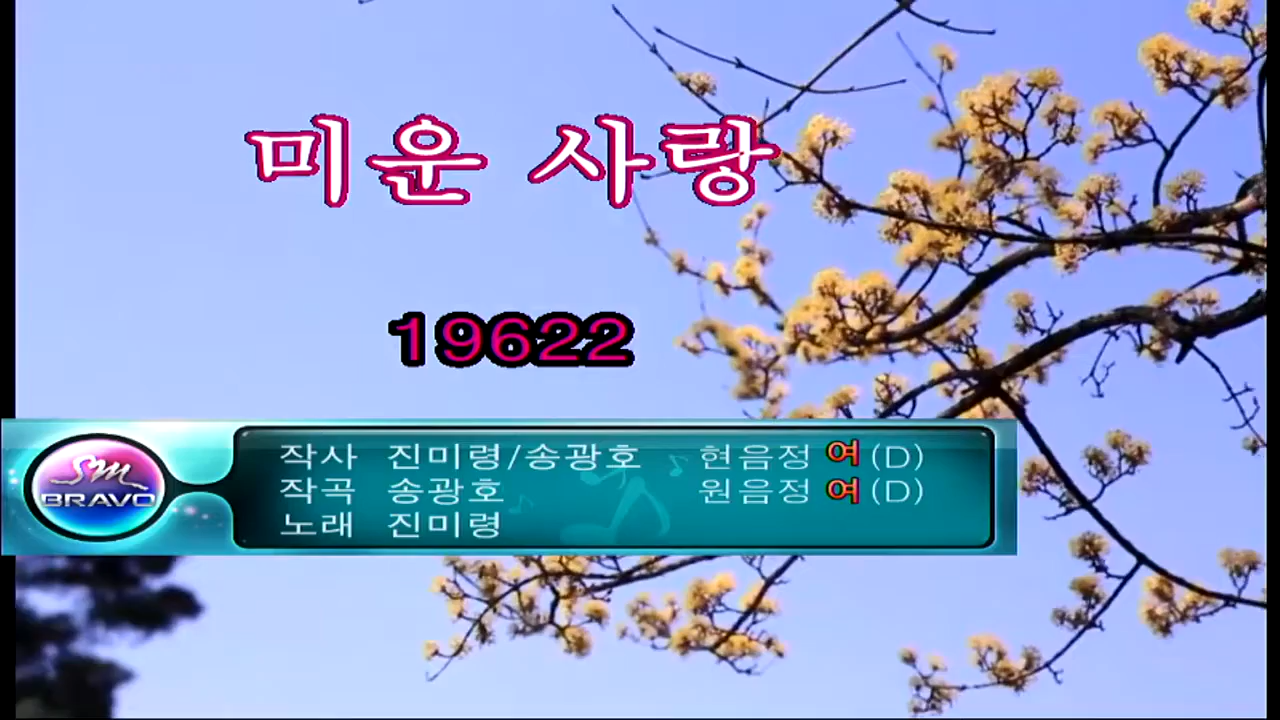 미운 사랑
19622
SM
BRAVO
작사 진미령/송광호 현음정 여 (D)
작곡 송광호 원음정 여 (D)
노래 진미령